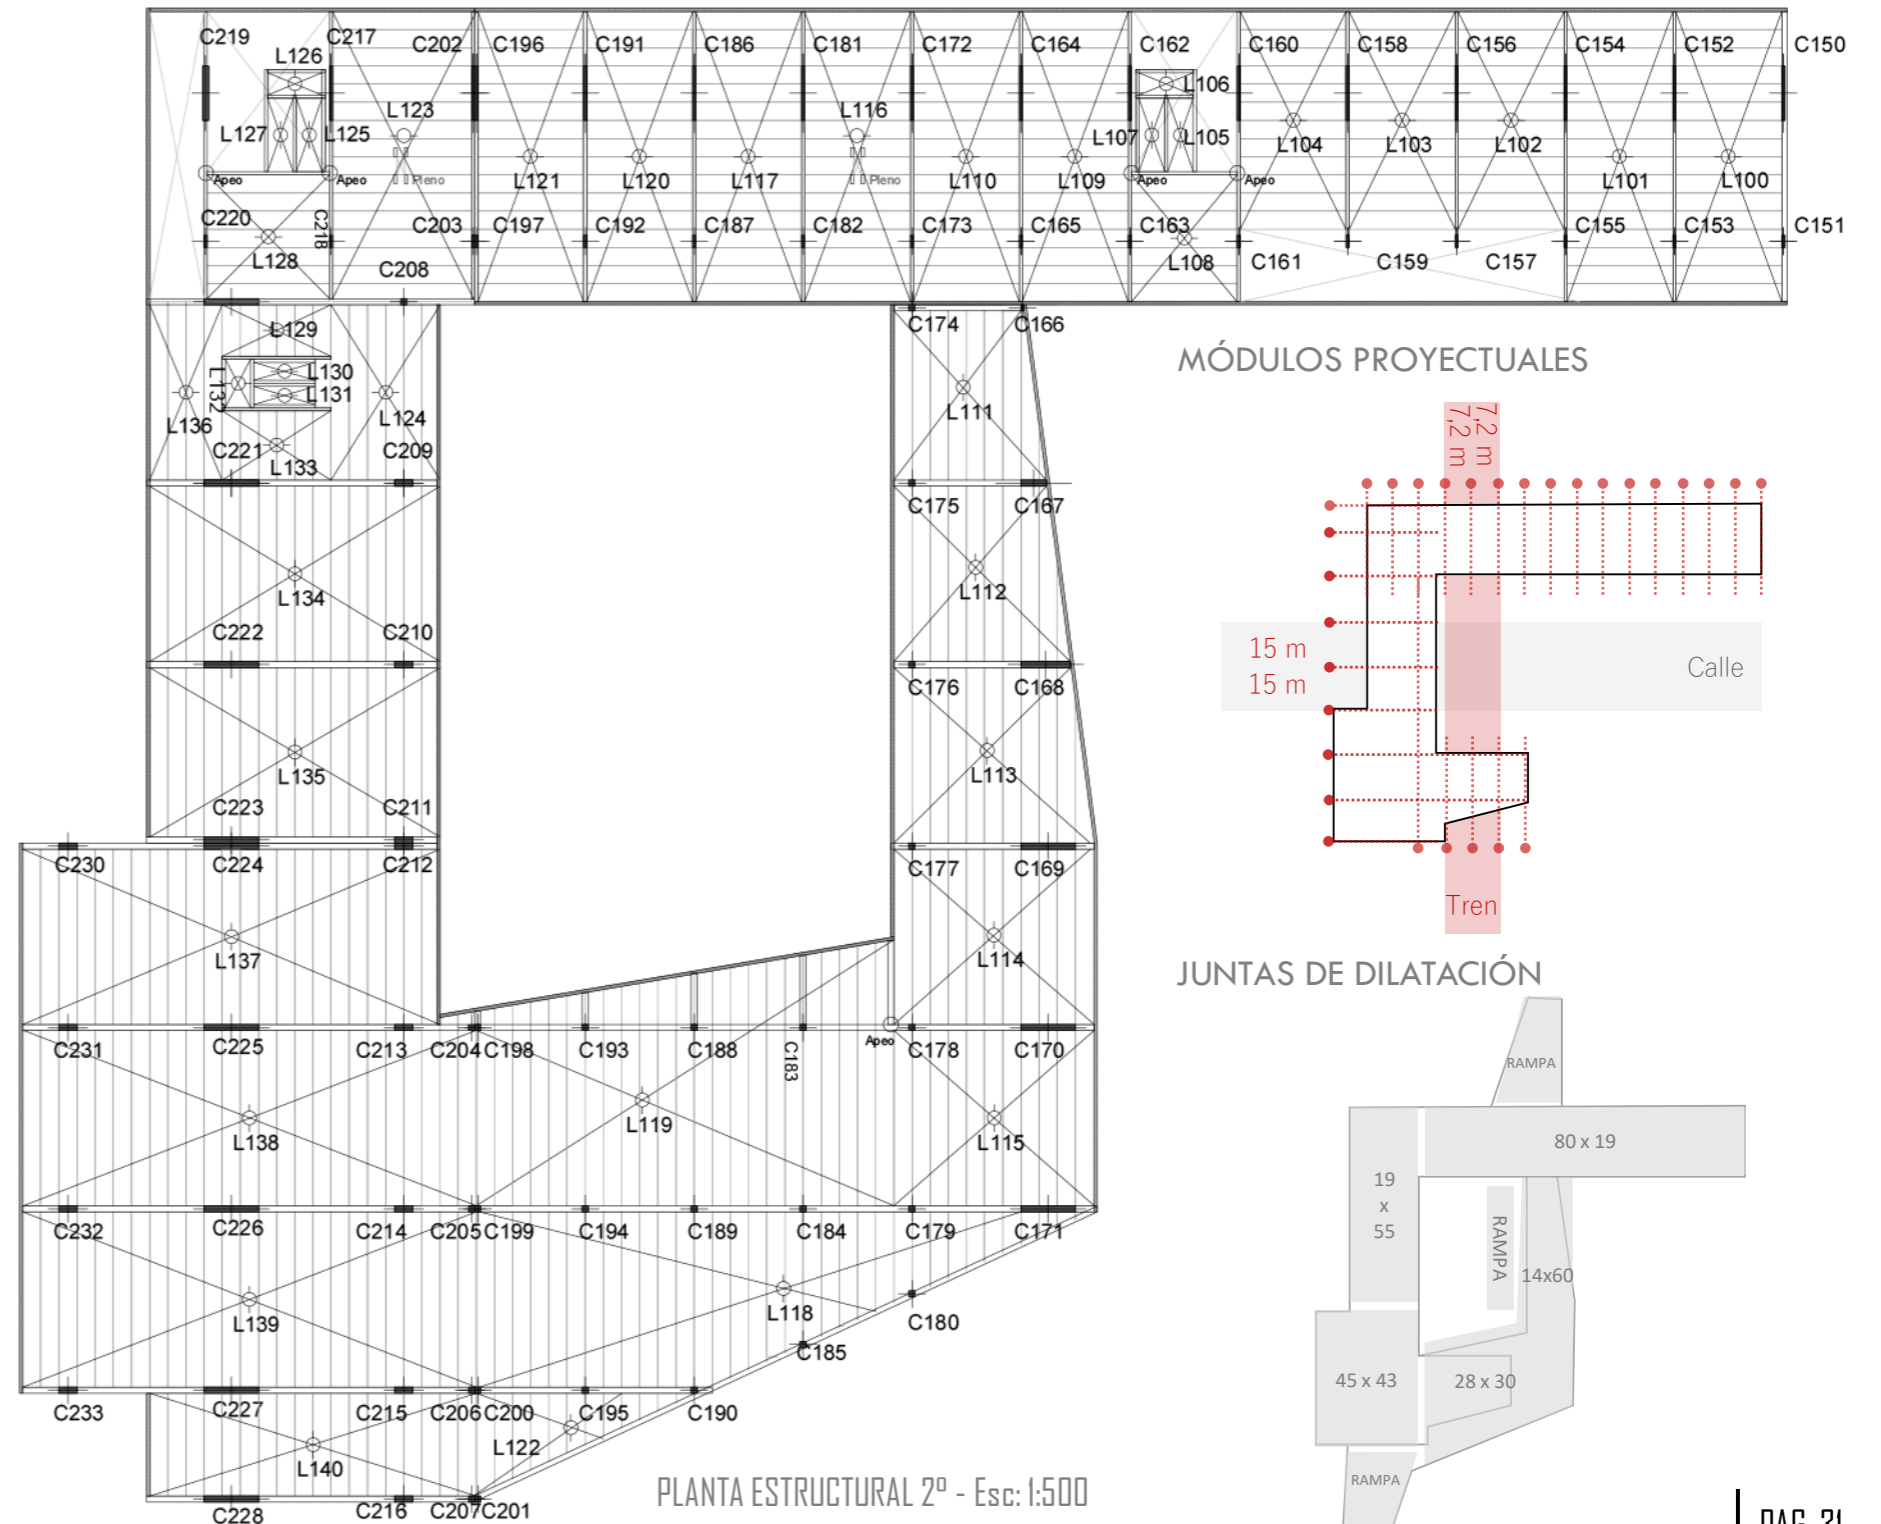 C219
C217
C202
C196
C191
C186
C181
C172
C164
C162
C160
C158
C156
C154
C152
C150
L126
L123
L116
L106
L127
L125
L107
L105
L104
L103
L102
Apeo
Apeo
Pleno
L121
L120
L117
Pleno
L110
L109
Apeo
Apeo
L101
L100
C220
C218
C203
C197
C192
C187
C182
C173
C165
C163
C155
C153
C151
L128
C208
L108
C161
C159
C157
L129
L130
L131
L132
L136
L124
C221
L133
C209
C174
C166
L111
C175
C167
L134
L112
C222
C210
C176
C168
L135
L113
C223
C211
C230
C224
C212
C177
C169
L137
L114
Apeo
C231
C225
C213
C204
C198
C193
C188
C183
C178
C170
L138
L119
L115
C232
C226
C214
C205
C199
C194
C189
C184
C179
C171
L139
L118
C180
C185
C233
C227
C215
C206
C200
C195
C190
L122
L140
C228
C216
C207
C201
PLANTA ESTRUCTURAL 2º - Esc: 1:500
MÓDULOS PROYECTUALES
7,2 m
7,2 m
15 m
15 m
Calle
Tren
JUNTAS DE DILATACIÓN
RAMPA
80 x 19
19
x
55
RAMPA
14x60
45 x 43
28 x 30
RAMPA